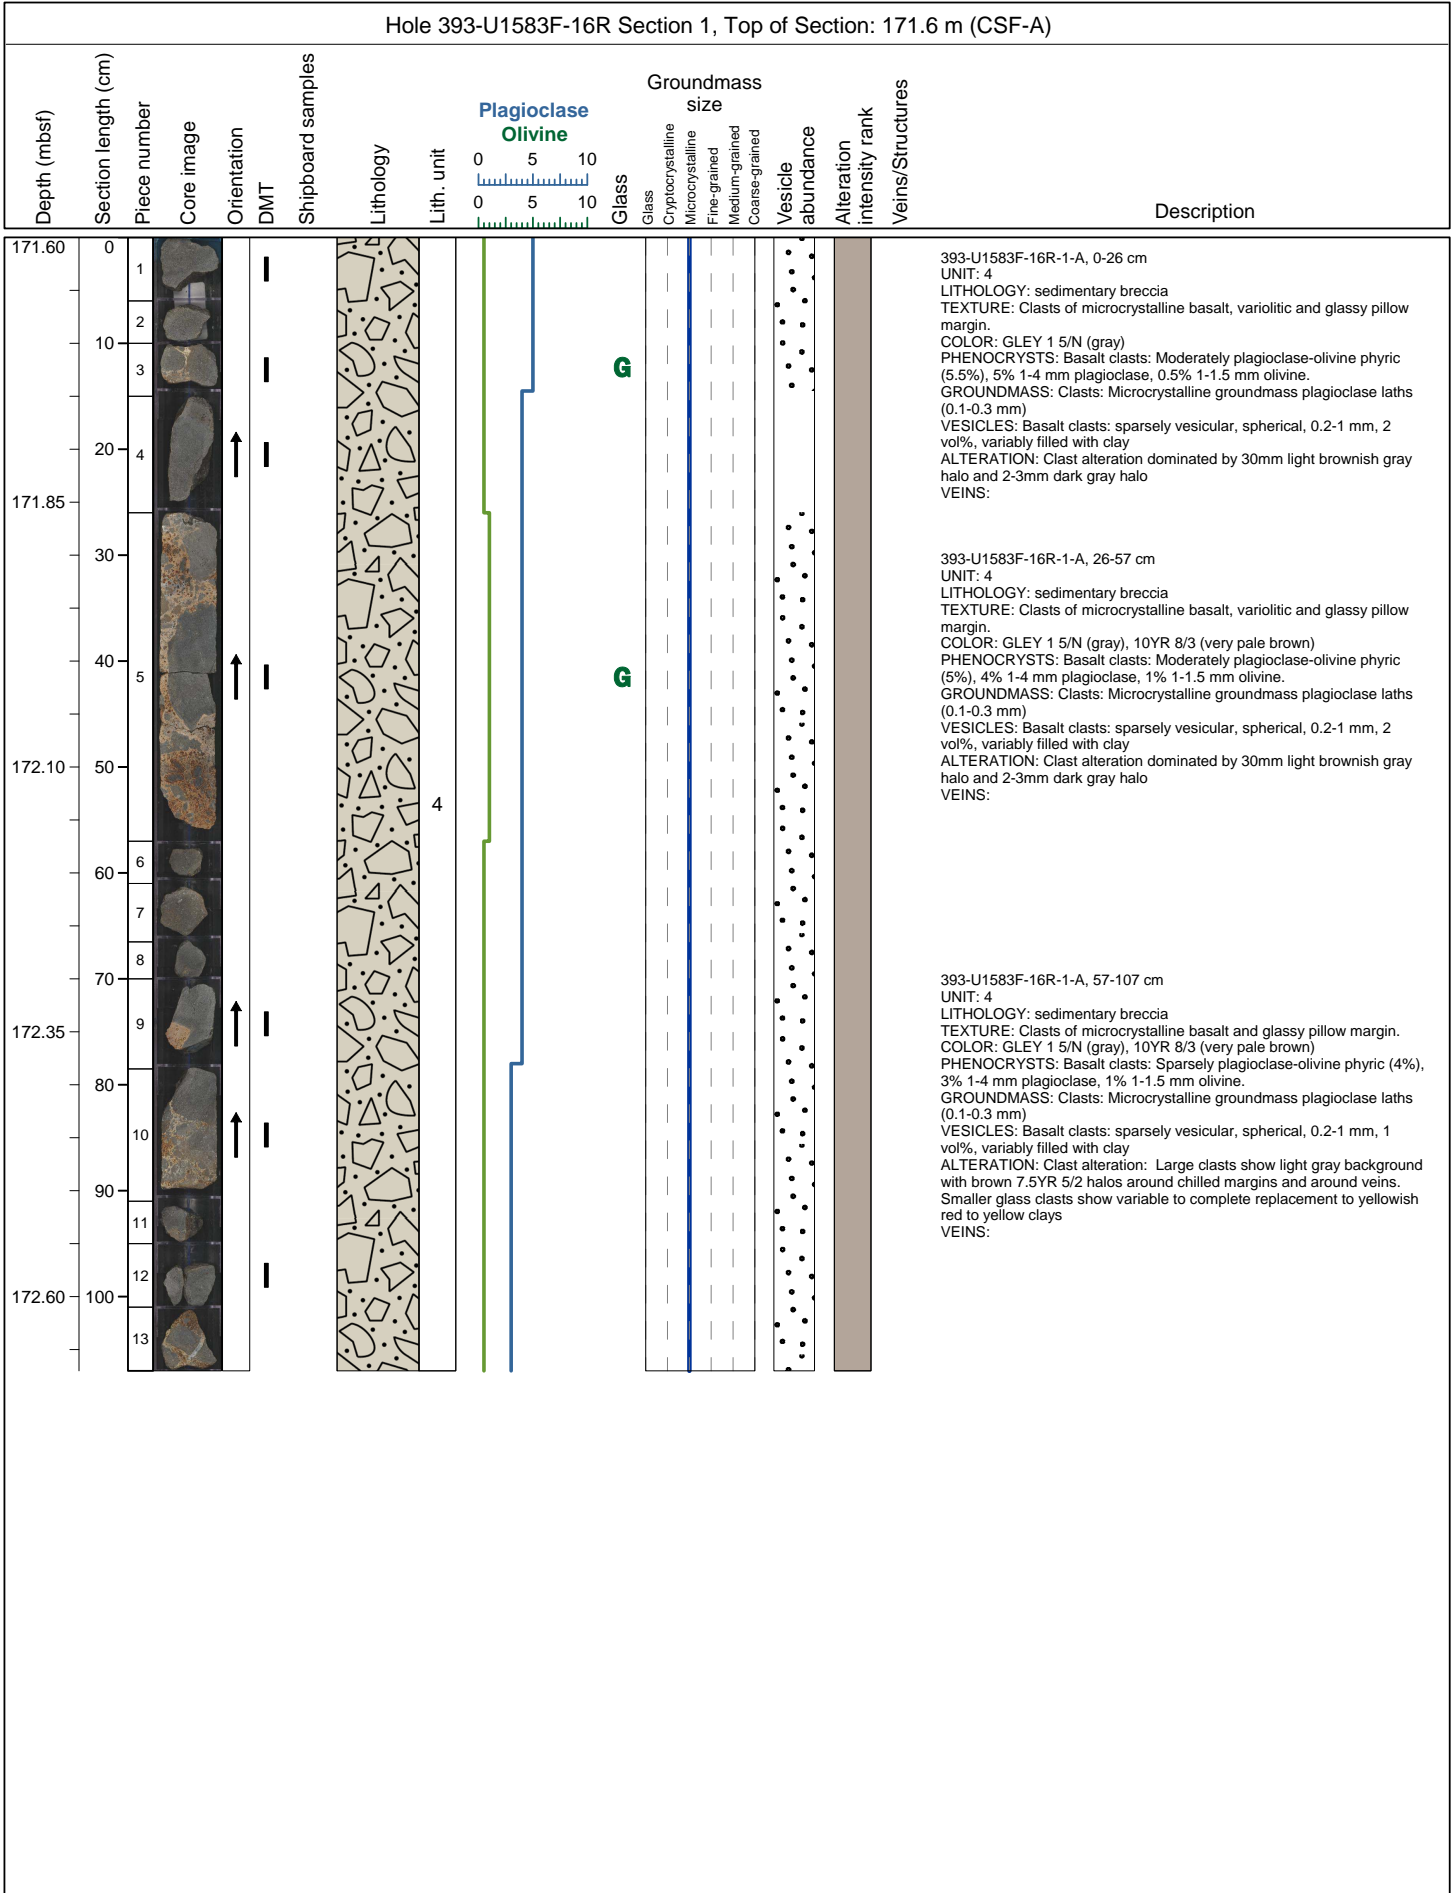 Hole 393-U1583F-16R Section 1, Top of Section: 171.6 m (CSF-A)
Depth (mbsf)
Section length (cm)
Piece number
Core image
Orientation
DMT
Shipboard samples
Lithology
Lith. unit
Plagioclase
Olivine
0 5 10
0 5 10
Glass
Groundmass
size
Glass
Cryptocrystalline
Microcrystalline
Fine-grained
Medium-grained
Coarse-grained
Vesicle
abundance
Alteration
intensity rank
Veins/Structures
Description
171.60
171.85
172.10
172.35
172.60
0
10
20
30
40
50
60
70
80
90
100
1
2
3
4
5
6
7
8
9
10
11
12
13
4
G
G
393-U1583F-16R-1-A, 0-26 cm
UNIT: 4
LITHOLOGY: sedimentary breccia
TEXTURE: Clasts of microcrystalline basalt, variolitic and glassy pillow
margin.
COLOR: GLEY 1 5/N (gray)
PHENOCRYSTS: Basalt clasts: Moderately plagioclase-olivine phyric
(5.5%), 5% 1-4 mm plagioclase, 0.5% 1-1.5 mm olivine.
GROUNDMASS: Clasts: Microcrystalline groundmass plagioclase laths
(0.1-0.3 mm)
VESICLES: Basalt clasts: sparsely vesicular, spherical, 0.2-1 mm, 2
vol%, variably filled with clay
ALTERATION: Clast alteration dominated by 30mm light brownish gray
halo and 2-3mm dark gray halo
VEINS:
393-U1583F-16R-1-A, 26-57 cm
UNIT: 4
LITHOLOGY: sedimentary breccia
TEXTURE: Clasts of microcrystalline basalt, variolitic and glassy pillow
margin.
COLOR: GLEY 1 5/N (gray), 10YR 8/3 (very pale brown)
PHENOCRYSTS: Basalt clasts: Moderately plagioclase-olivine phyric
(5%), 4% 1-4 mm plagioclase, 1% 1-1.5 mm olivine.
GROUNDMASS: Clasts: Microcrystalline groundmass plagioclase laths
(0.1-0.3 mm)
VESICLES: Basalt clasts: sparsely vesicular, spherical, 0.2-1 mm, 2
vol%, variably filled with clay
ALTERATION: Clast alteration dominated by 30mm light brownish gray
halo and 2-3mm dark gray halo
VEINS:
393-U1583F-16R-1-A, 57-107 cm
UNIT: 4
LITHOLOGY: sedimentary breccia
TEXTURE: Clasts of microcrystalline basalt and glassy pillow margin.
COLOR: GLEY 1 5/N (gray), 10YR 8/3 (very pale brown)
PHENOCRYSTS: Basalt clasts: Sparsely plagioclase-olivine phyric (4%),
3% 1-4 mm plagioclase, 1% 1-1.5 mm olivine.
GROUNDMASS: Clasts: Microcrystalline groundmass plagioclase laths
(0.1-0.3 mm)
VESICLES: Basalt clasts: sparsely vesicular, spherical, 0.2-1 mm, 1
vol%, variably filled with clay
ALTERATION: Clast alteration: Large clasts show light gray background
with brown 7.5YR 5/2 halos around chilled margins and around veins.
Smaller glass clasts show variable to complete replacement to yellowish
red to yellow clays
VEINS: